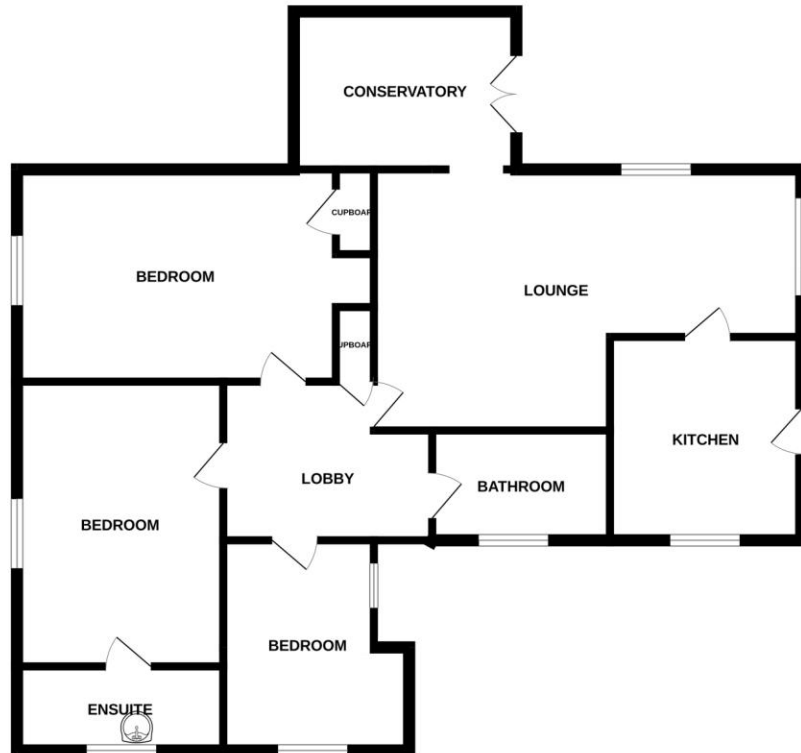 CONSERVATORY
CUPBOAR
BEDROOM
LOUNGE
UPBOAR
KITCHEN
LOBBY
BATHROOM
BEDROOM
BEDROOM
ENSUITE